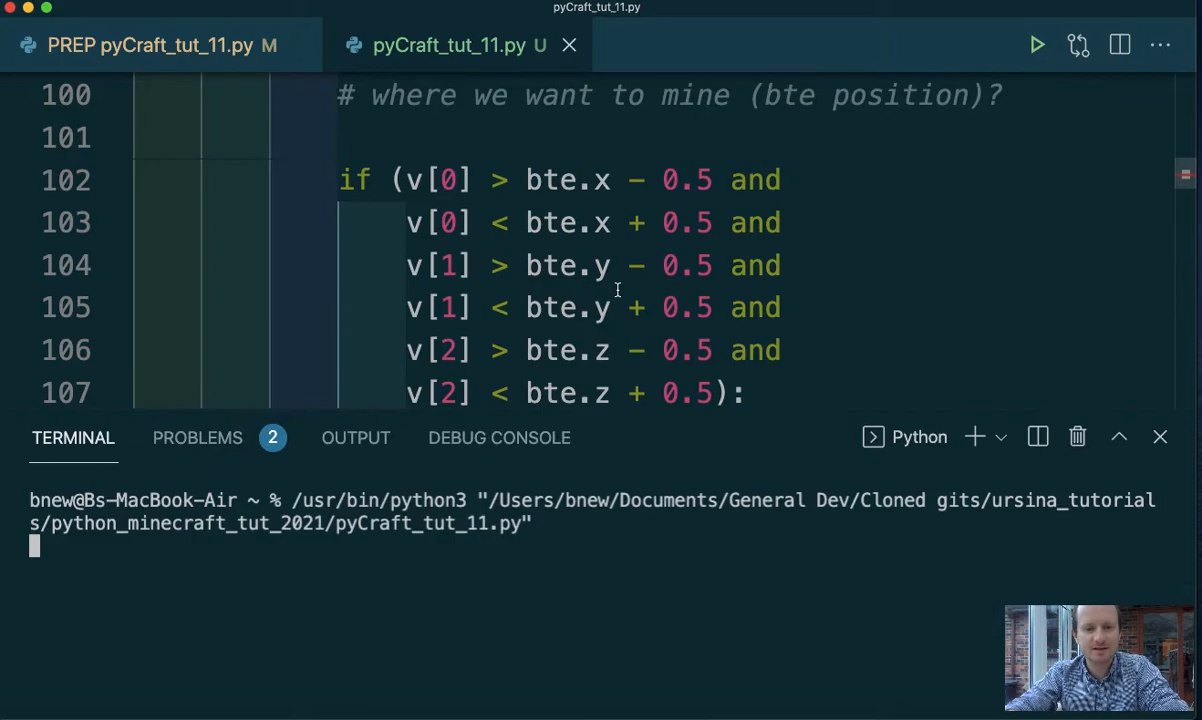 pyCraft_tut_11.py
PREP pyCraft_tut_11.py M
pyCraft_tut_11.py U
100 # where we want to mine (bte position)?
101
102 if (v[0] > bte.x - 0.5 and
103 v[0] < bte.x + 0.5 and
104 v[1] > bte.y - 0.5 and
105 v[1] < bte.y + 0.5 and
106 v[2] > bte.z - 0.5 and
107 v[2] < bte.z + 0.5):
TERMINAL PROBLEMS 2 OUTPUT DEBUG CONSOLE Python
bnew@Bs-MacBook-Air ~ % /usr/bin/python3 "/Users/bnew/Documents/General Dev/Cloned gits/ursina_tutorial
s/python_minecraft_tut_2021/pyCraft_tut_11.py"